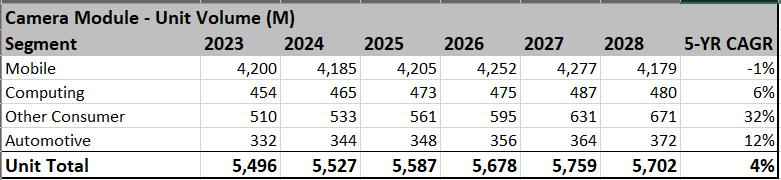 Camera Module - Unit Volume (M)
Segment 2023 2024 2025 2026 2027 2028 5-YR CAGR
Mobile 4,200 4,185 4,205 4,252 4,277 4,179 -1%
Computing 454 465 473 475 487 480 6%
Other Consumer 510 533 561 595 631 671 32%
Automotive 332 344 348 356 364 372 12%
Unit Total 5,496 5,527 5,587 5,678 5,759 5,702 4%